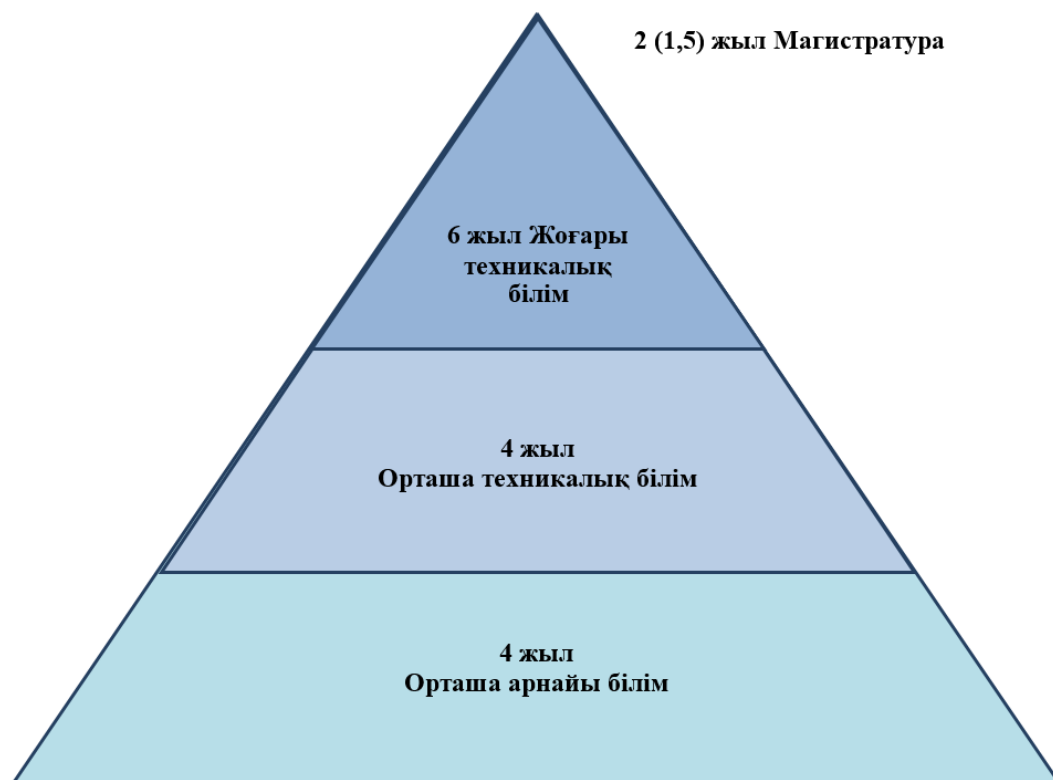 2 (1,5) жыл Магистратура
6 жыл Жоғары
техникалық
білім
4 жыл
Орташа техникалық білім
4 жыл
Орташа арнайы білім